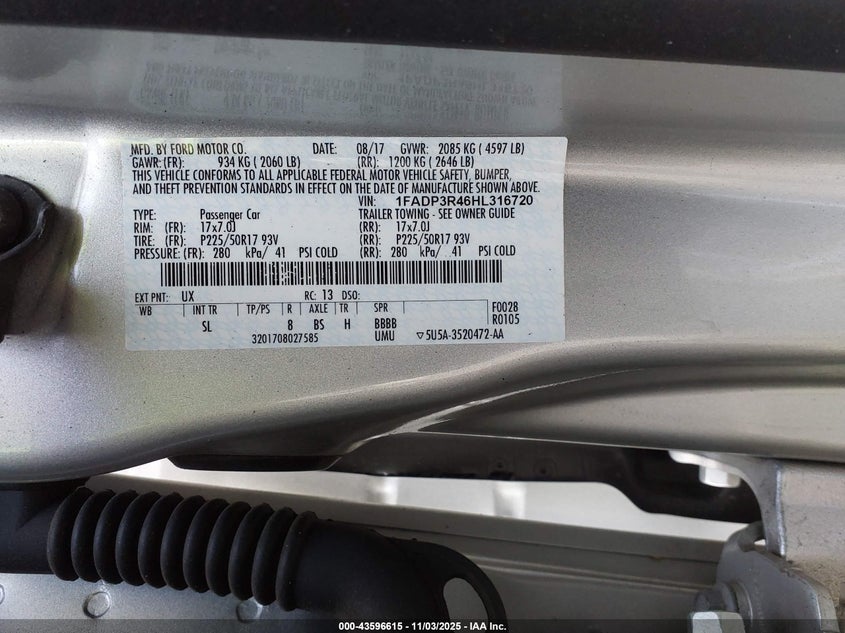 MFD. BY FORD MOTOR CO. DATE: 08/17 GVWR: 2085 KG ( 4597 LB)
GAWR: (FR): 934 KG ( 2060 LB) (RR): 1200 KG ( 2646 LB)
THIS VEHICLE CONFORMS TO ALL APPLICABLE FEDERAL MOTOR VEHICLE SAFETY, BUMPER,
AND THEFT PREVENTION STANDARDS IN EFFECT ON THE DATE OF MANUFACTURE SHOWN ABOVE.
VIN: 1FADP3R46HL316720
TYPE: Passenger Car TRAILER TOWING - SEE OWNER GUIDE
RIM: (FR): 17x7.0J (RR): 17x7.0J
TIRE: (FR): P225/50R17 93V (RR): P225/50R17 93V
PRESSURE: (FR): 280 kPa/ 41 PSI COLD (RR): 280 kPa/ 41 PSI COLD
EXT PNT: UX RC: 13 DSO:
WB INT TR TP/PS R AXLE TR SPR F0028
SL 8 BS H BBBB R0105
3201708027585 UMU ▽5U5A-3520472-AA
000-43596615 - 11/03/2025 - IAA Inc.